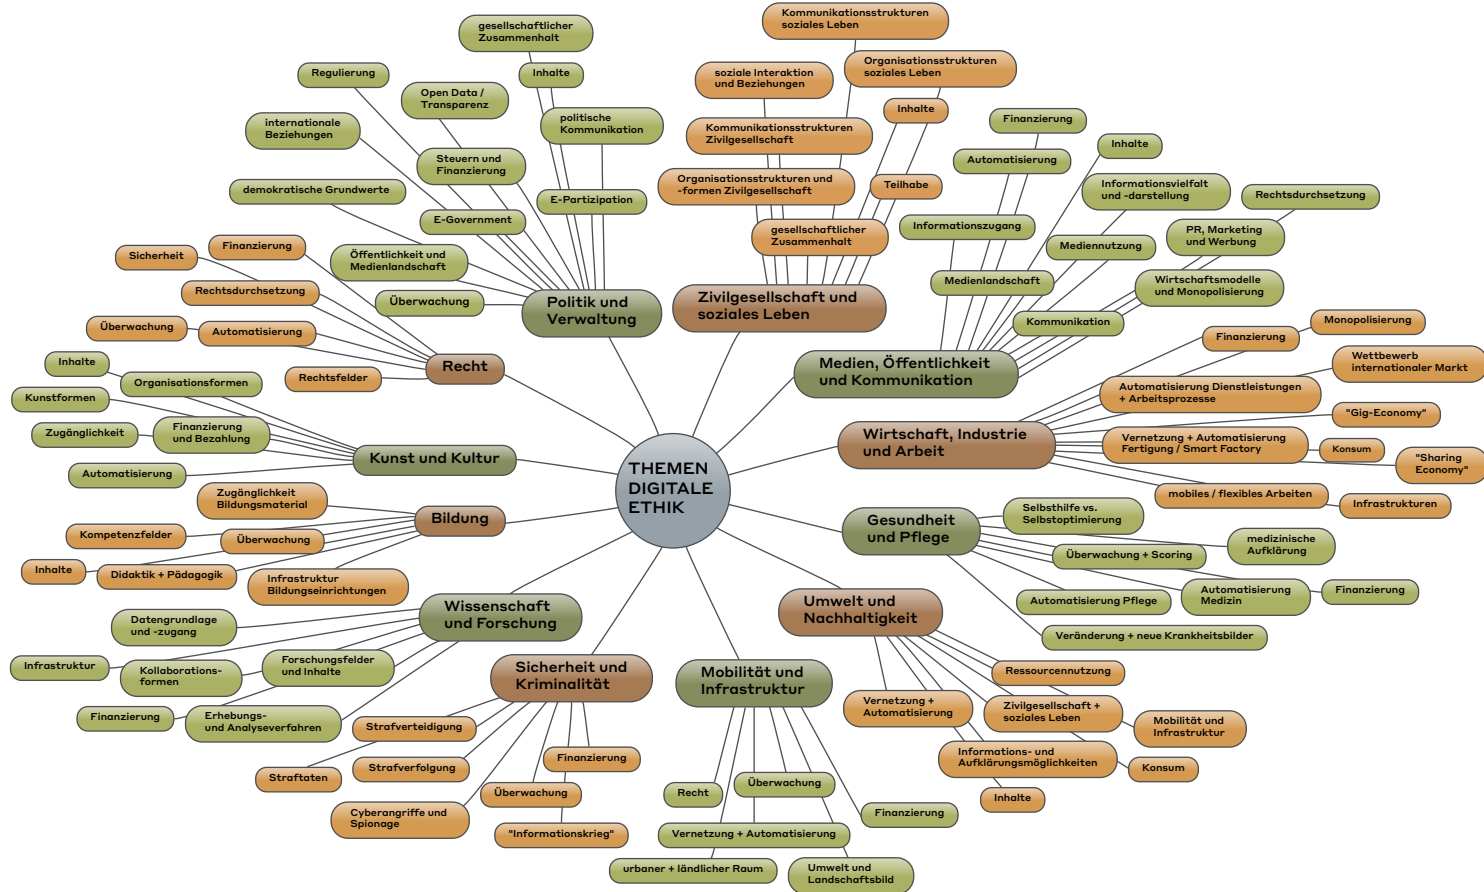 THEMEN
DIGITALE
ETHIK
Politik und
Verwaltung
gesellschaftlicher
Zusammenhalt
Regulierung
Inhalte
Open Data /
Transparenz
internationale
Beziehungen
politische
Kommunikation
Steuern und
Finanzierung
demokratische Grundwerte
E-Partizipation
E-Government
Öffentlichkeit und
Medienlandschaft
Überwachung
Zivilgesellschaft und
soziales Leben
Kommunikationsstrukturen
soziales Leben
Organisationsstrukturen
soziales Leben
soziale Interaktion
und Beziehungen
Inhalte
Kommunikationsstrukturen
Zivilgesellschaft
Organisationsstrukturen und
-formen Zivilgesellschaft
Teilhabe
gesellschaftlicher
Zusammenhalt
Medien, Öffentlichkeit
und Kommunikation
Finanzierung
Inhalte
Automatisierung
Informationsvielfalt
und -darstellung
Rechtsdurchsetzung
Informationszugang
PR, Marketing
und Werbung
Mediennutzung
Medienlandschaft
Wirtschaftsmodelle
und Monopolisierung
Kommunikation
Wirtschaft, Industrie
und Arbeit
Monopolisierung
Finanzierung
Wettbewerb
internationaler Markt
Automatisierung Dienstleistungen
+ Arbeitsprozesse
"Gig-Economy"
Vernetzung + Automatisierung
Fertigung / Smart Factory
Konsum
"Sharing
Economy"
mobiles / flexibles Arbeiten
Infrastrukturen
Gesundheit
und Pflege
Selbsthilfe vs.
Selbstoptimierung
medizinische
Aufklärung
Überwachung + Scoring
Automatisierung
Medizin
Finanzierung
Automatisierung Pflege
Veränderung + neue Krankheitsbilder
Umwelt und
Nachhaltigkeit
Ressourcennutzung
Vernetzung +
Automatisierung
Zivilgesellschaft +
soziales Leben
Mobilität und
Infrastruktur
Informations- und
Aufklärungsmöglichkeiten
Konsum
Inhalte
Mobilität und
Infrastruktur
Recht
Überwachung
Finanzierung
Vernetzung + Automatisierung
urbaner + ländlicher Raum
Umwelt und
Landschaftsbild
Sicherheit und
Kriminalität
Strafverteidigung
Finanzierung
Straftaten
Strafverfolgung
Überwachung
Cyberangriffe und
Spionage
"Informationskrieg"
Wissenschaft
und Forschung
Datengrundlage
und -zugang
Infrastruktur
Kollaborations-
formen
Forschungsfelder
und Inhalte
Finanzierung
Erhebungs-
und Analyseverfahren
Bildung
Zugänglichkeit
Bildungsmaterial
Kompetenzfelder
Überwachung
Inhalte
Didaktik + Pädagogik
Infrastruktur
Bildungseinrichtungen
Kunst und Kultur
Inhalte
Organisationsformen
Kunstformen
Finanzierung
und Bezahlung
Zugänglichkeit
Automatisierung
Recht
Finanzierung
Sicherheit
Rechtsdurchsetzung
Überwachung
Automatisierung
Rechtsfelder